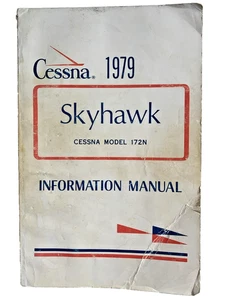 Cessna® 1979
Skyhawk
CESSNA MODEL 172N
INFORMATION MANUAL